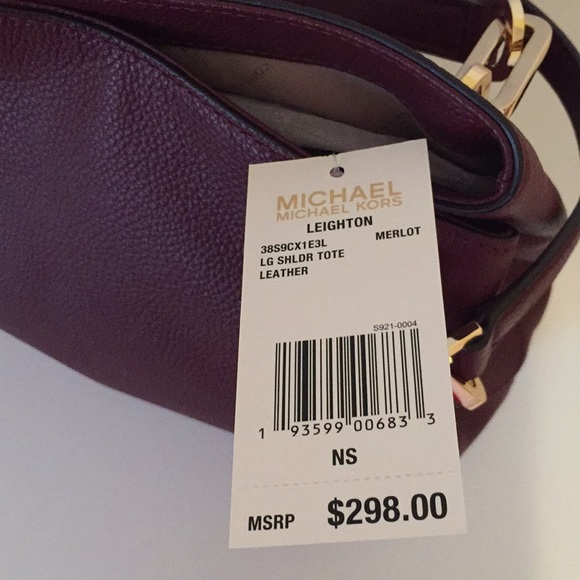 MICHAEL
MICHAEL KORS
LEIGHTON
38S9CX1E3L MERLOT
LG SHLDR TOTE
LEATHER
S921-0004
1 93599 00683 3
NS
MSRP $298.00